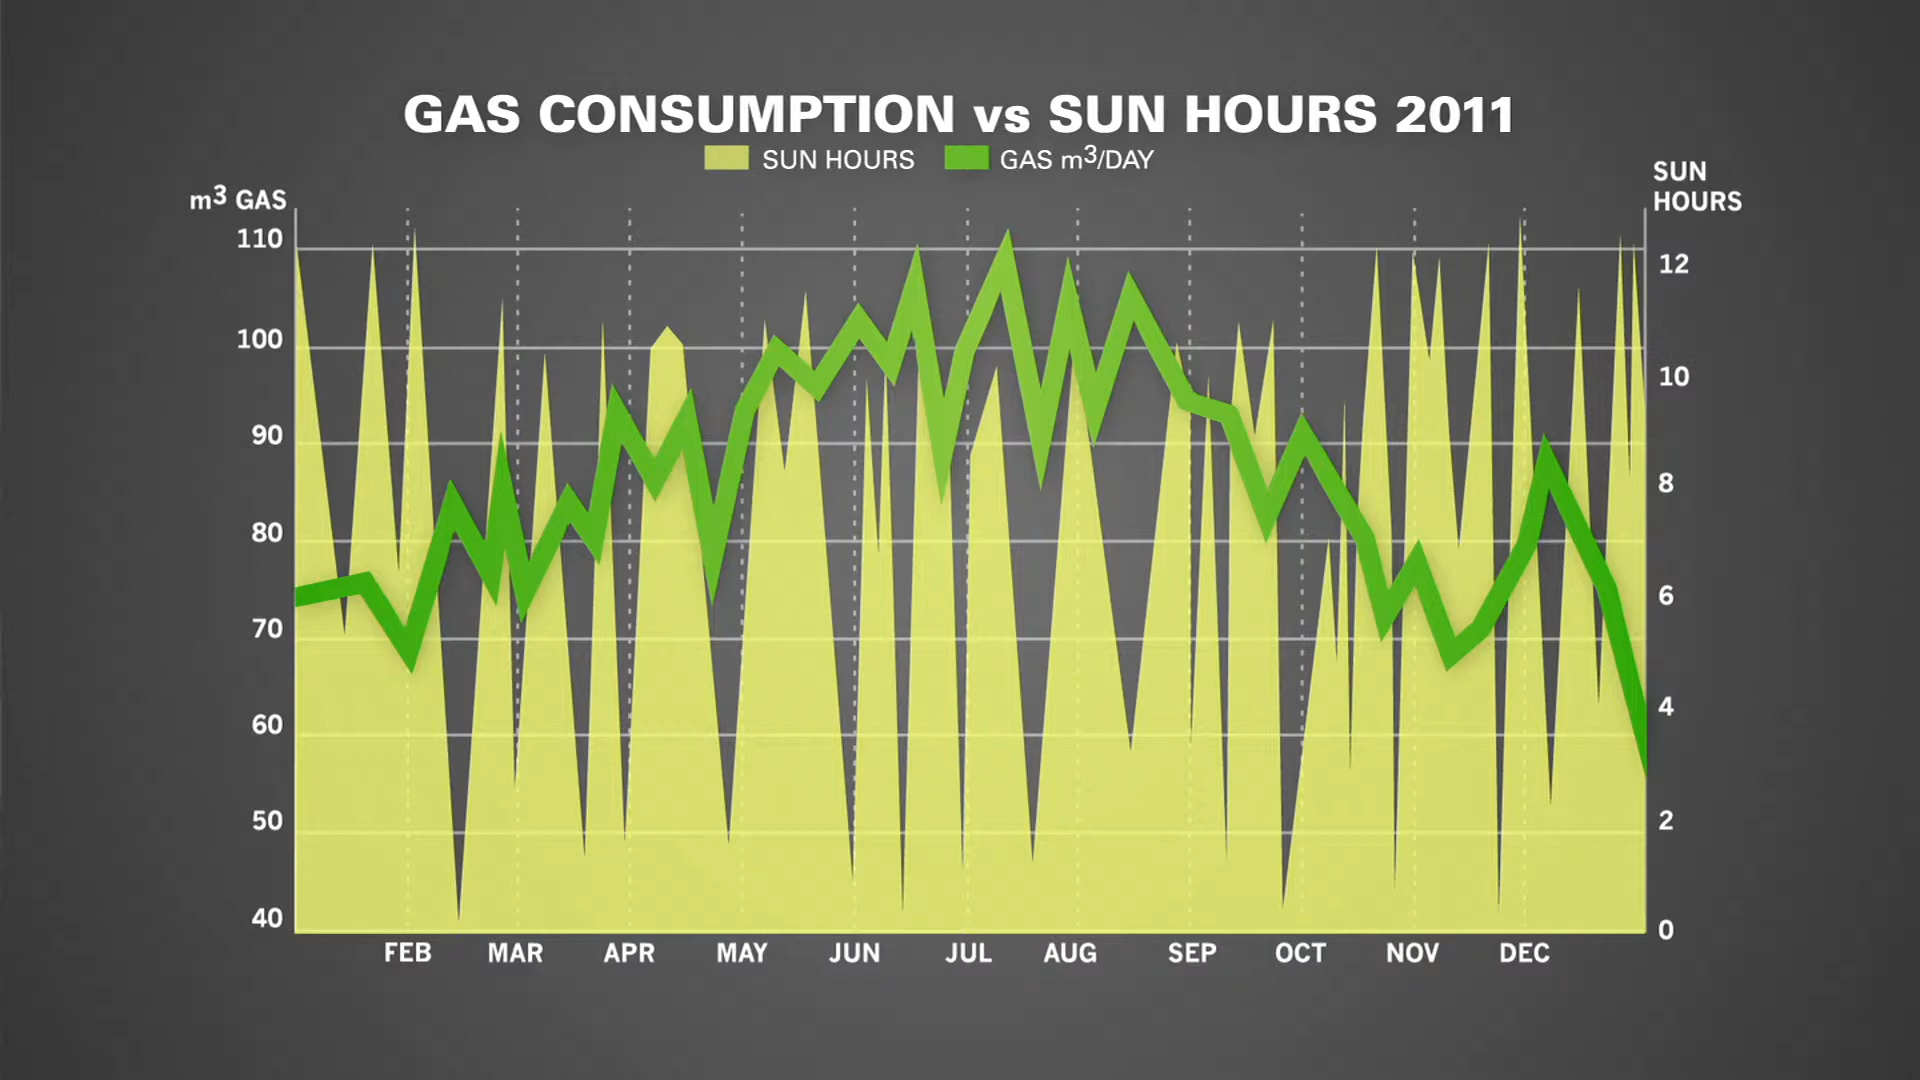 GAS CONSUMPTION vs SUN HOURS 2011
SUN HOURS GAS m³/DAY
m³ GAS
SUN
HOURS
110
100
90
80
70
60
50
40
12
10
8
6
4
2
0
FEB MAR APR MAY JUN JUL AUG SEP OCT NOV DEC